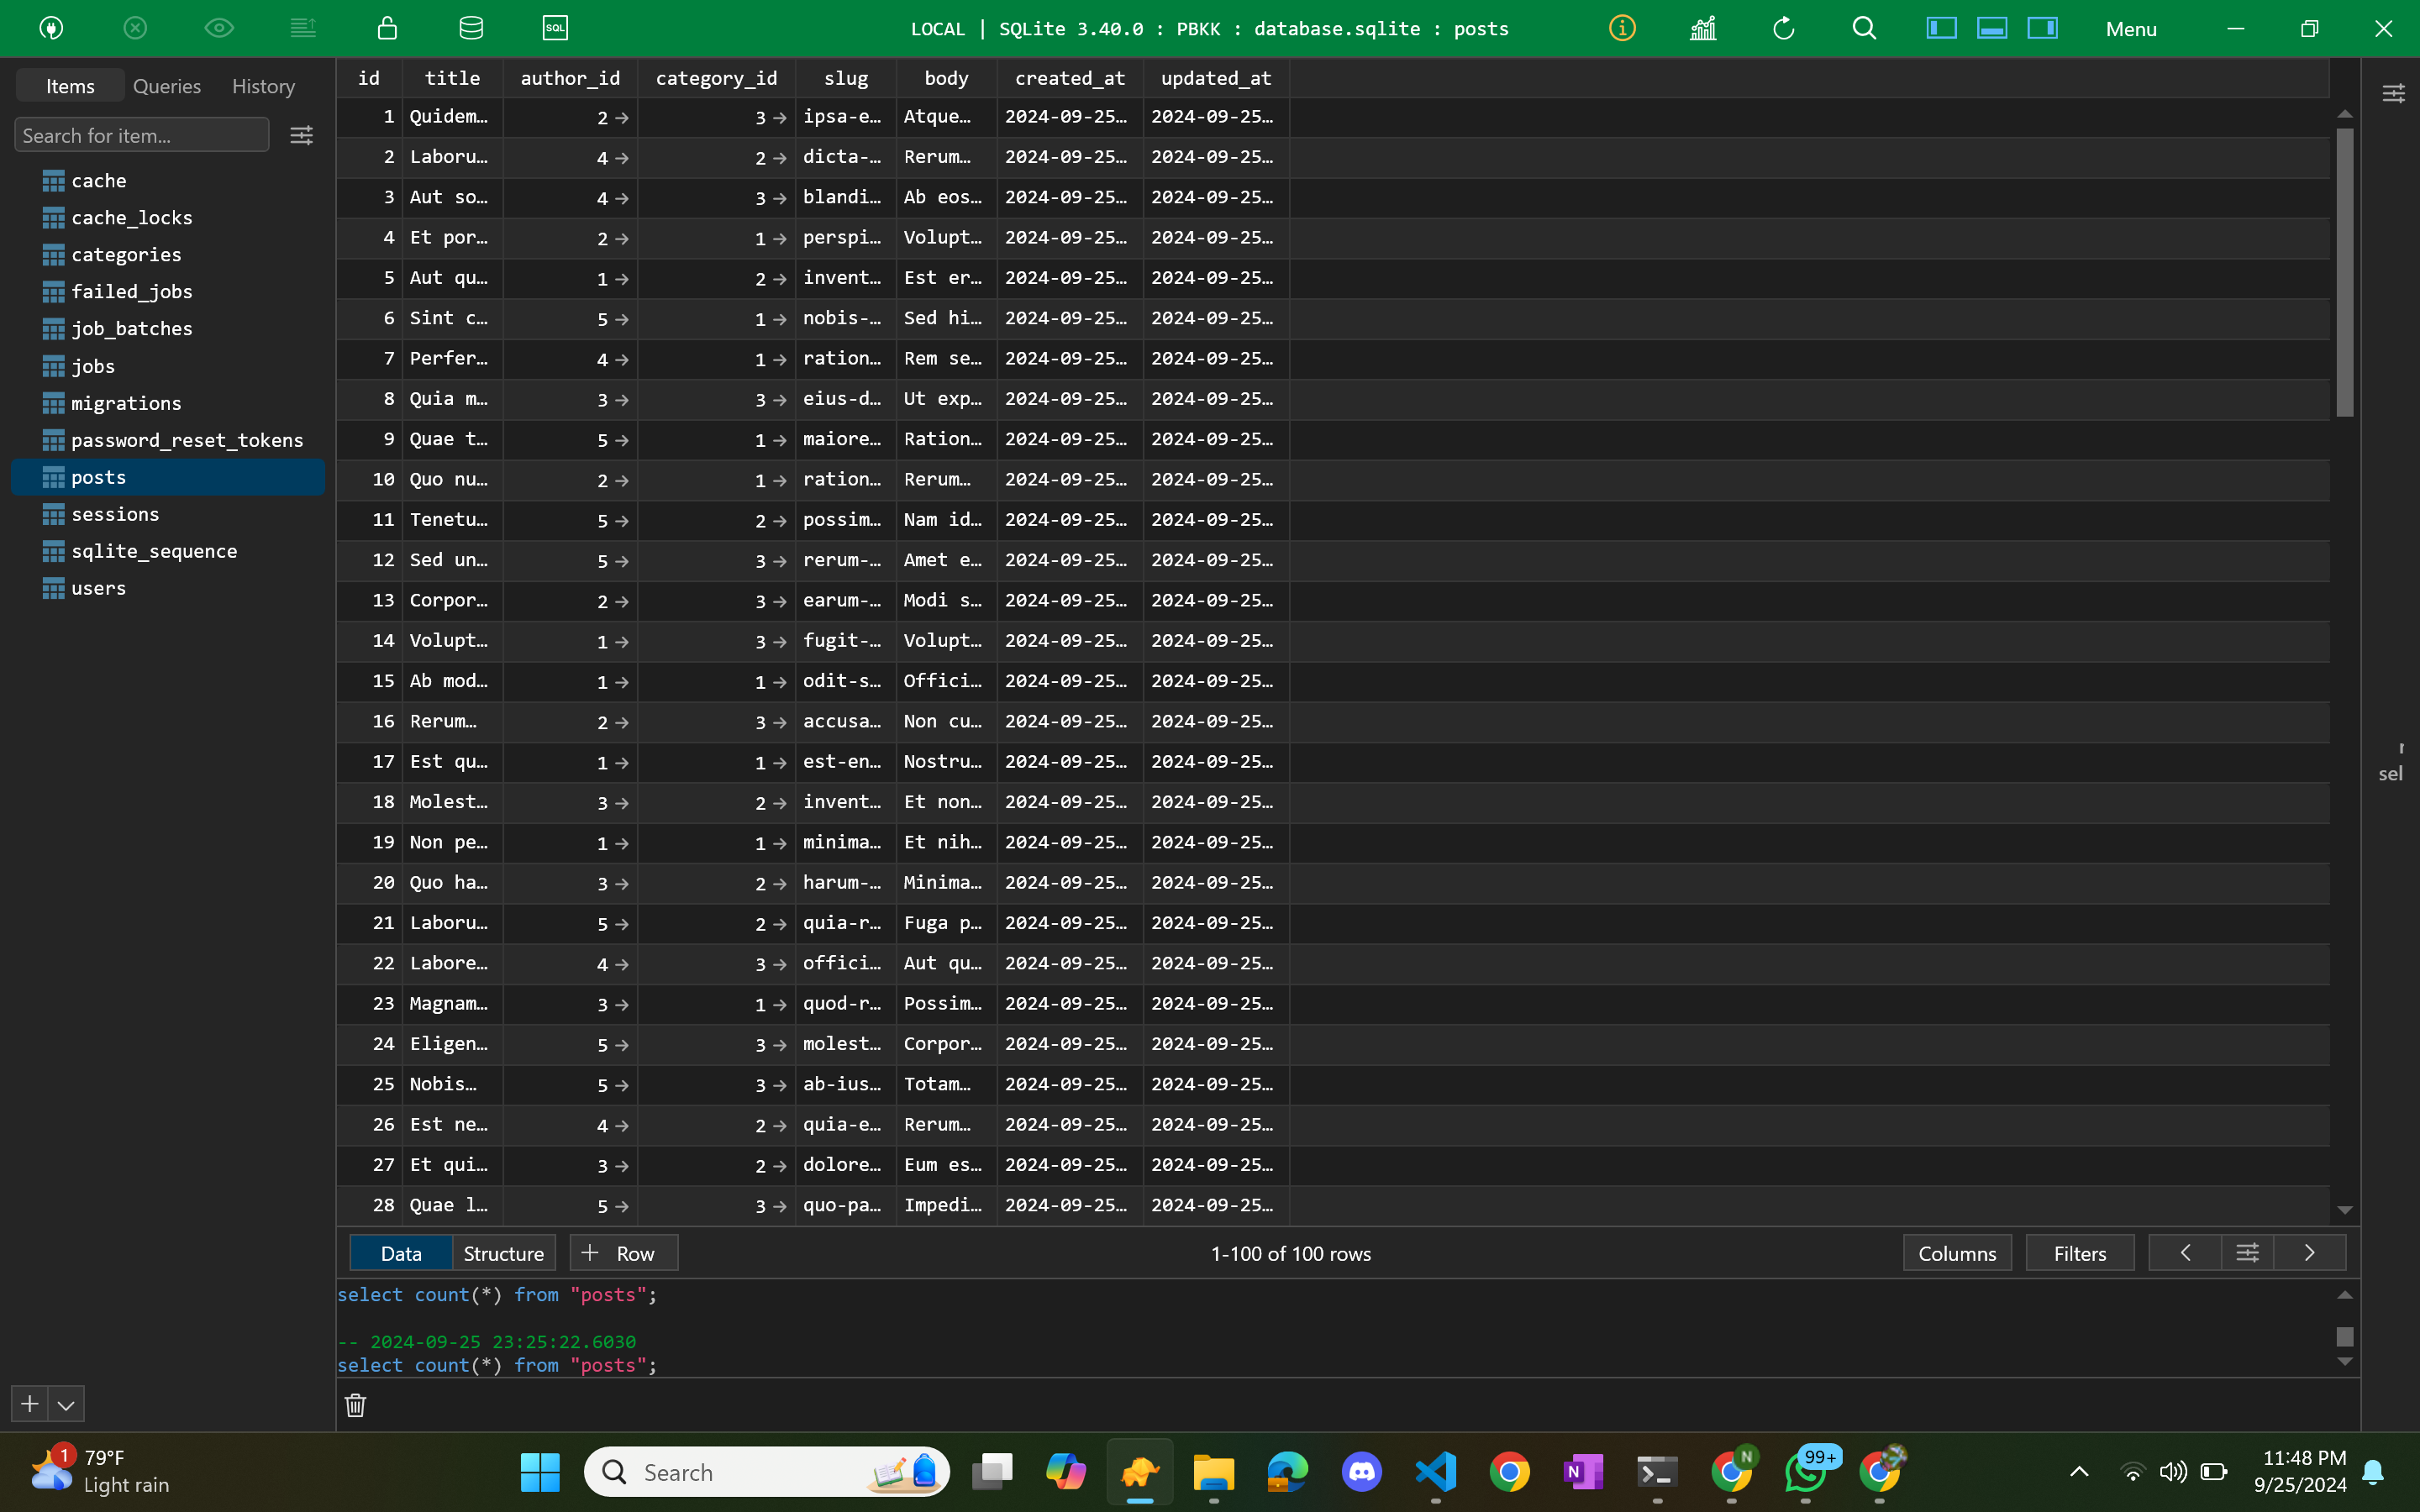 SQL LOCAL | SQLite 3.40.0 : PBKK : database.sqlite : posts Menu
Items Queries History
Search for item...
cache
cache_locks
categories
failed_jobs
job_batches
jobs
migrations
password_reset_tokens
posts
sessions
sqlite_sequence
users
id title author_id category_id slug body created_at updated_at
1 Quidem… 2 → 3 → ipsa-e… Atque… 2024-09-25… 2024-09-25…
2 Laboru… 4 → 2 → dicta-… Rerum… 2024-09-25… 2024-09-25…
3 Aut so… 4 → 3 → blandi… Ab eos… 2024-09-25… 2024-09-25…
4 Et por… 2 → 1 → perspi… Volupt… 2024-09-25… 2024-09-25…
5 Aut qu… 1 → 2 → invent… Est er… 2024-09-25… 2024-09-25…
6 Sint c… 5 → 1 → nobis-… Sed hi… 2024-09-25… 2024-09-25…
7 Perfer… 4 → 1 → ration… Rem se… 2024-09-25… 2024-09-25…
8 Quia m… 3 → 3 → eius-d… Ut exp… 2024-09-25… 2024-09-25…
9 Quae t… 5 → 1 → maiore… Ration… 2024-09-25… 2024-09-25…
10 Quo nu… 2 → 1 → ration… Rerum… 2024-09-25… 2024-09-25…
11 Tenetu… 5 → 2 → possim… Nam id… 2024-09-25… 2024-09-25…
12 Sed un… 5 → 3 → rerum-… Amet e… 2024-09-25… 2024-09-25…
13 Corpor… 2 → 3 → earum-… Modi s… 2024-09-25… 2024-09-25…
14 Volupt… 1 → 3 → fugit-… Volupt… 2024-09-25… 2024-09-25…
15 Ab mod… 1 → 1 → odit-s… Offici… 2024-09-25… 2024-09-25…
16 Rerum… 2 → 3 → accusa… Non cu… 2024-09-25… 2024-09-25…
17 Est qu… 1 → 1 → est-en… Nostru… 2024-09-25… 2024-09-25…
18 Molest… 3 → 2 → invent… Et non… 2024-09-25… 2024-09-25…
19 Non pe… 1 → 1 → minima… Et nih… 2024-09-25… 2024-09-25…
20 Quo ha… 3 → 2 → harum-… Minima… 2024-09-25… 2024-09-25…
21 Laboru… 5 → 2 → quia-r… Fuga p… 2024-09-25… 2024-09-25…
22 Labore… 4 → 3 → offici… Aut qu… 2024-09-25… 2024-09-25…
23 Magnam… 3 → 1 → quod-r… Possim… 2024-09-25… 2024-09-25…
24 Eligen… 5 → 3 → molest… Corpor… 2024-09-25… 2024-09-25…
25 Nobis… 5 → 3 → ab-ius… Totam… 2024-09-25… 2024-09-25…
26 Est ne… 4 → 2 → quia-e… Rerum… 2024-09-25… 2024-09-25…
27 Et qui… 3 → 2 → dolore… Eum es… 2024-09-25… 2024-09-25…
28 Quae l… 5 → 3 → quo-pa… Impedi… 2024-09-25… 2024-09-25…
sel
Data Structure + Row 1-100 of 100 rows Columns Filters
select count(*) from "posts";
-- 2024-09-25 23:25:22.6030
select count(*) from "posts";
1 79°F
Light rain
Search
N
N
99+
11:48 PM
9/25/2024